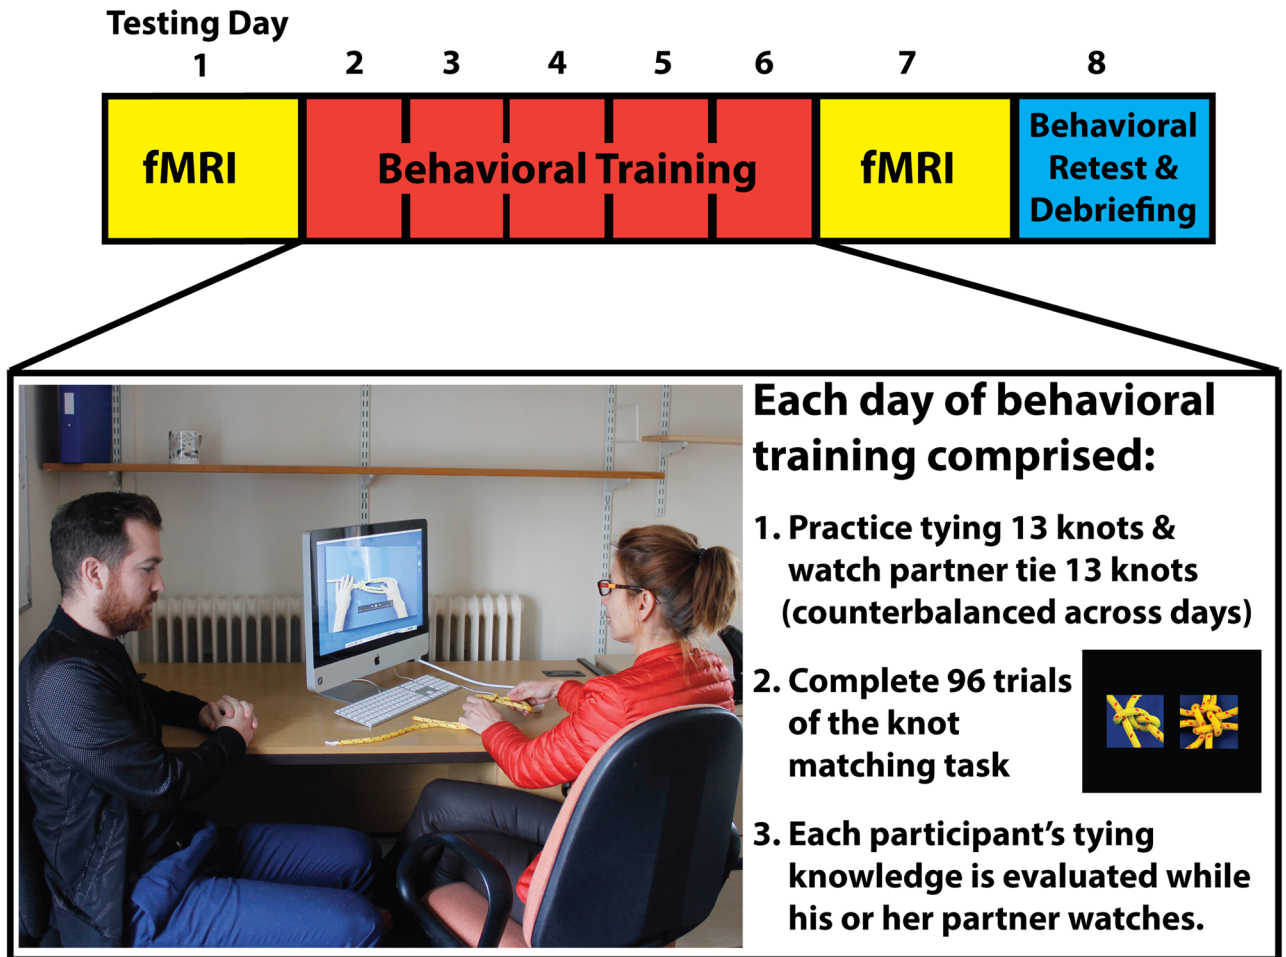 Testing Day
1 2 3 4 5 6 7 8
fMRI
Behavioral Training
fMRI
Behavioral
Retest &
Debriefing
Each day of behavioral
training comprised:
1. Practice tying 13 knots &
watch partner tie 13 knots
(counterbalanced across days)
2. Complete 96 trials
of the knot
matching task
3. Each participant’s tying
knowledge is evaluated while
his or her partner watches.